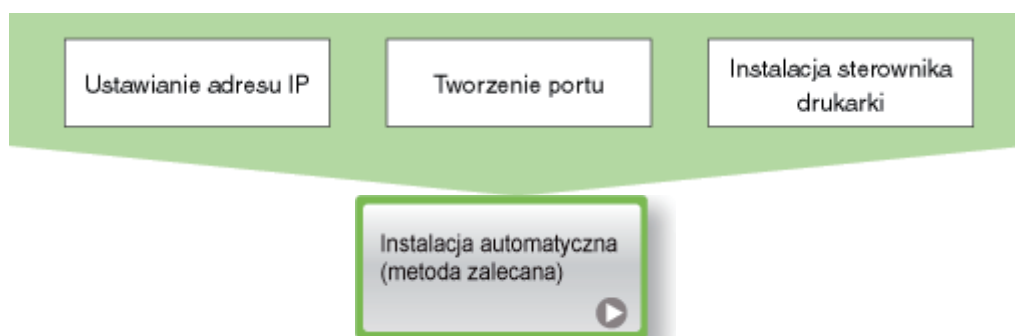 Ustawianie adresu IP
Tworzenie portu
Instalacja sterownika
drukarki
Instalacja automatyczna
(metoda zalecana)